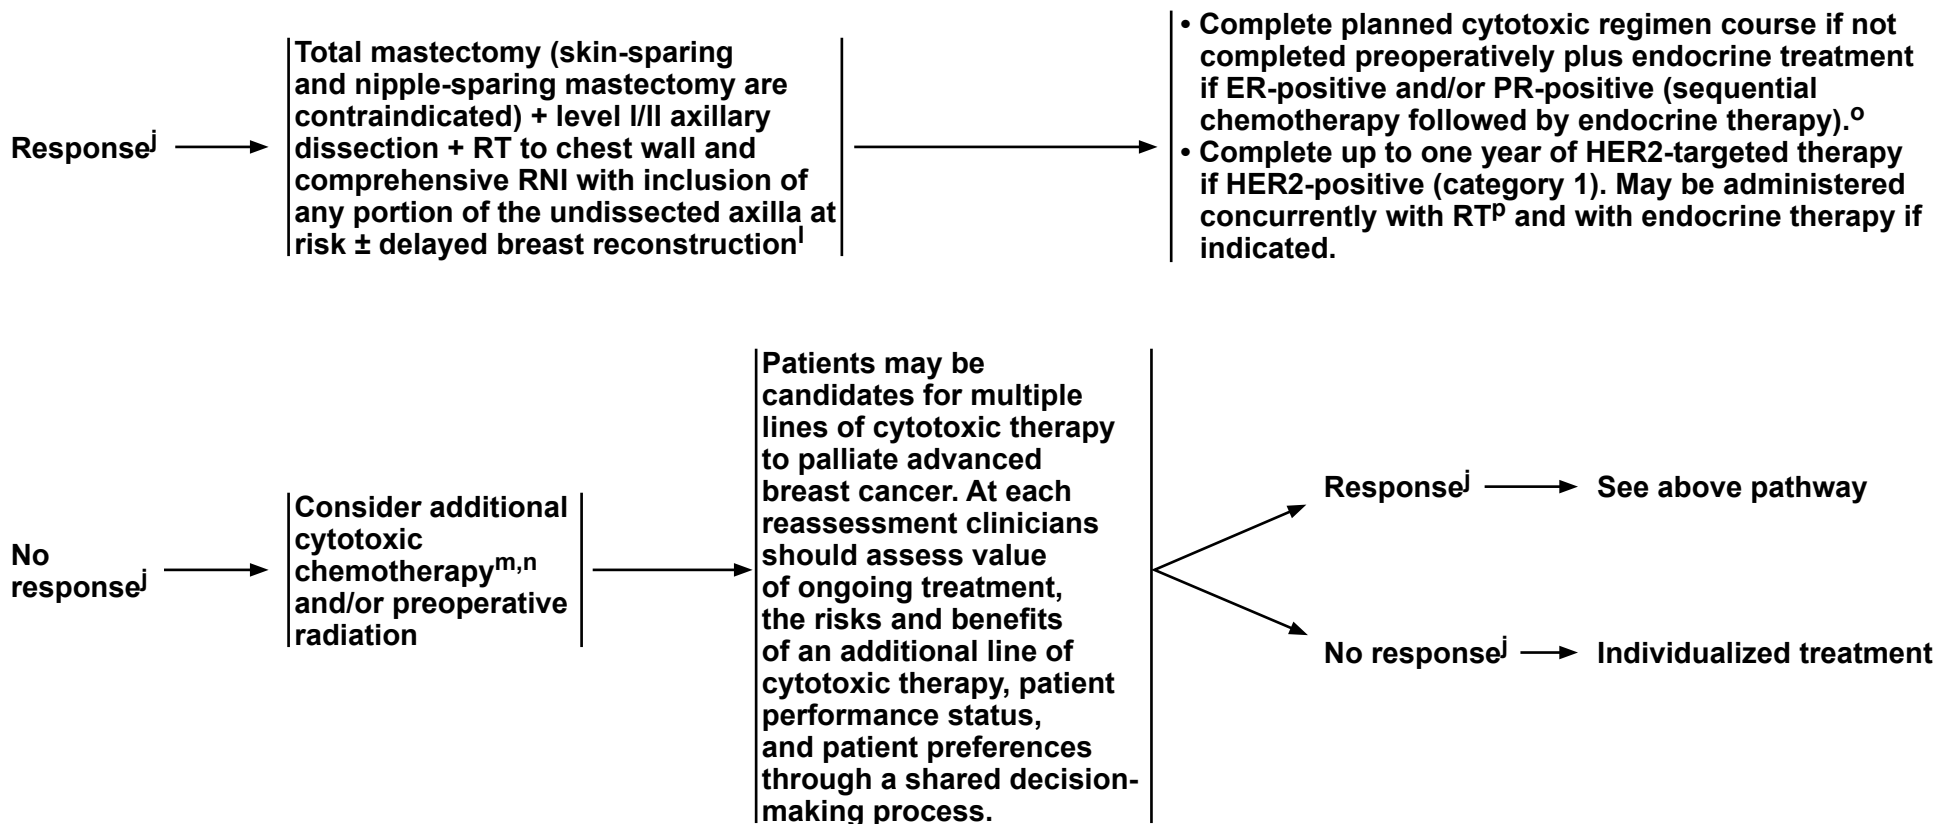 Responseʲ
Total mastectomy (skin-sparing
and nipple-sparing mastectomy are
contraindicated) + level I/II axillary
dissection + RT to chest wall and
comprehensive RNI with inclusion of
any portion of the undissected axilla at
risk ± delayed breast reconstructionˡ
• Complete planned cytotoxic regimen course if not
completed preoperatively plus endocrine treatment
if ER-positive and/or PR-positive (sequential
chemotherapy followed by endocrine therapy).ᵒ
• Complete up to one year of HER2-targeted therapy
if HER2-positive (category 1). May be administered
concurrently with RTᵖ and with endocrine therapy if
indicated.
No
responseʲ
Consider additional
cytotoxic
chemotherapyᵐ,ⁿ
and/or preoperative
radiation
Patients may be
candidates for multiple
lines of cytotoxic therapy
to palliate advanced
breast cancer. At each
reassessment clinicians
should assess value
of ongoing treatment,
the risks and benefits
of an additional line of
cytotoxic therapy, patient
performance status,
and patient preferences
through a shared decision-
making process.
Responseʲ
See above pathway
No responseʲ
Individualized treatment